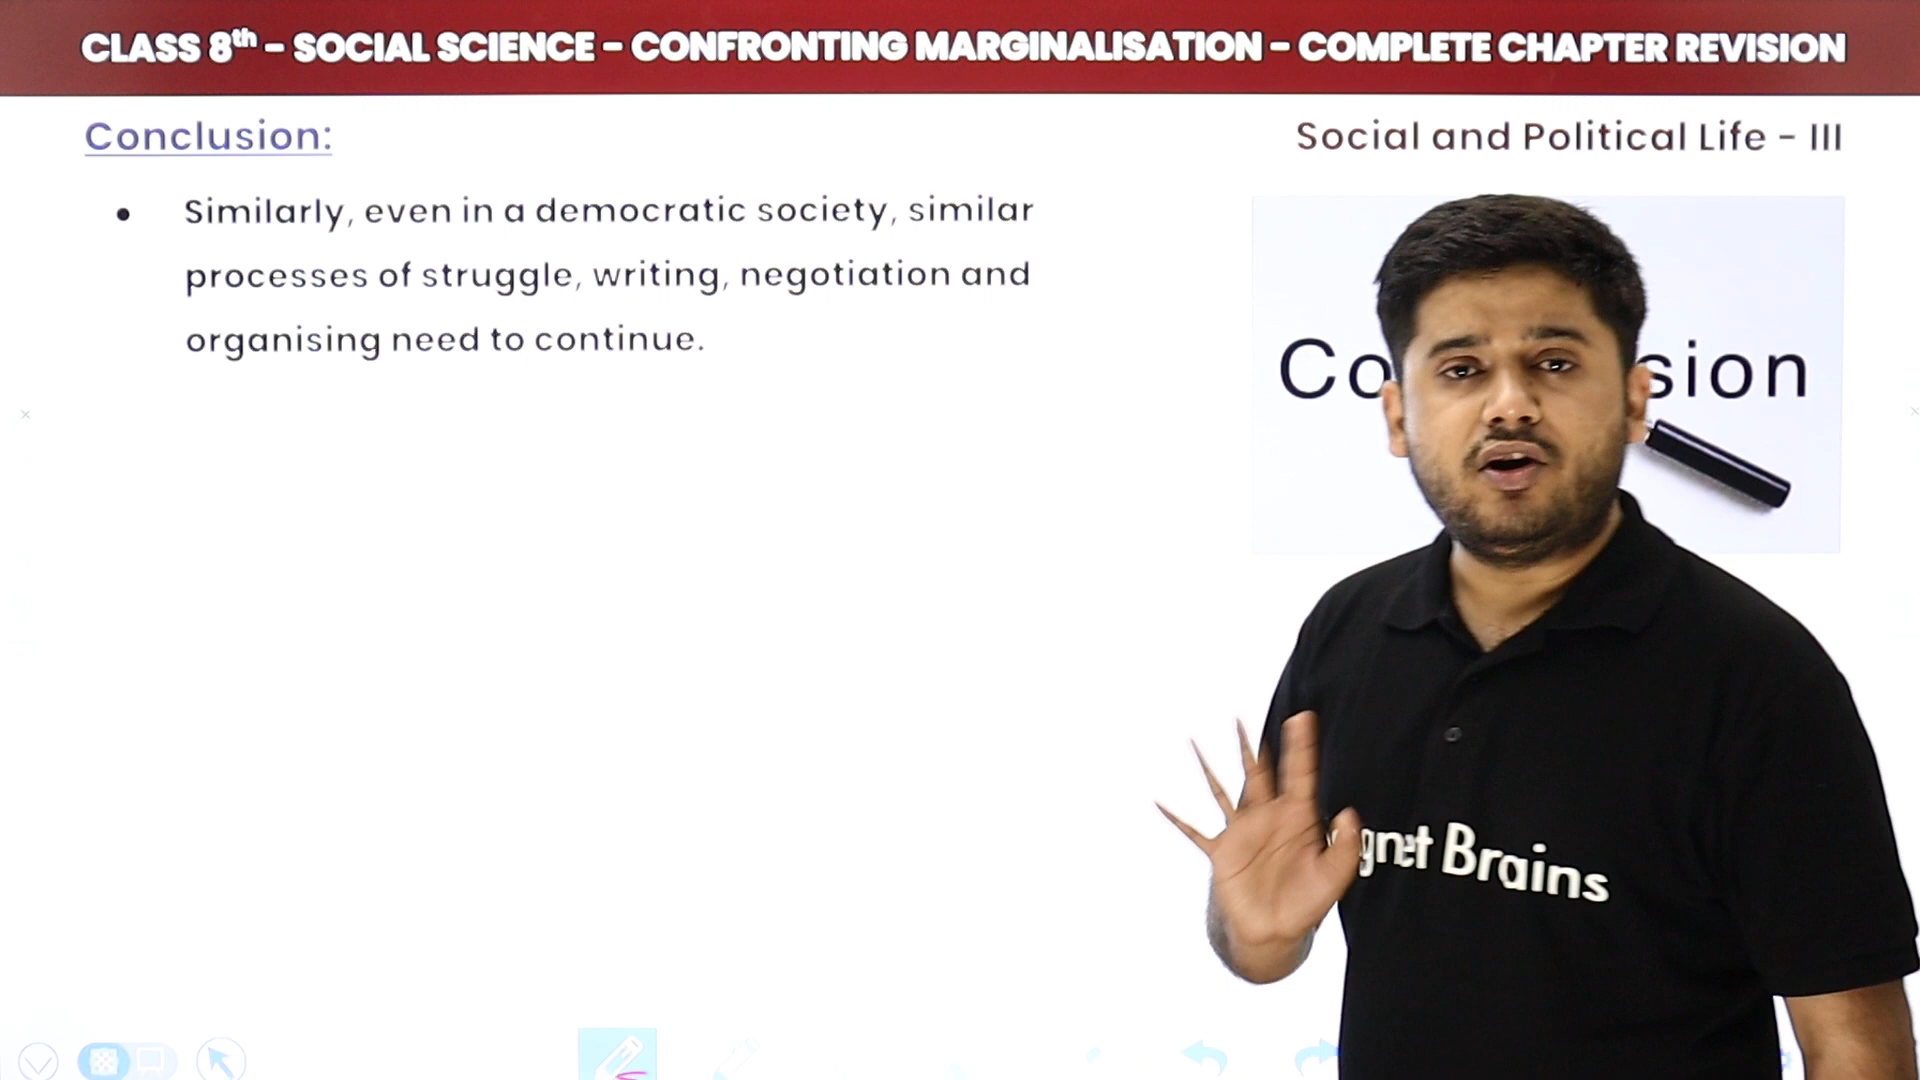 CLASS 8th – SOCIAL SCIENCE – CONFRONTING MARGINALISATION – COMPLETE CHAPTER REVISION
Conclusion:
Social and Political Life – III
• Similarly, even in a democratic society, similar
processes of struggle, writing, negotiation and
organising need to continue.
Brains